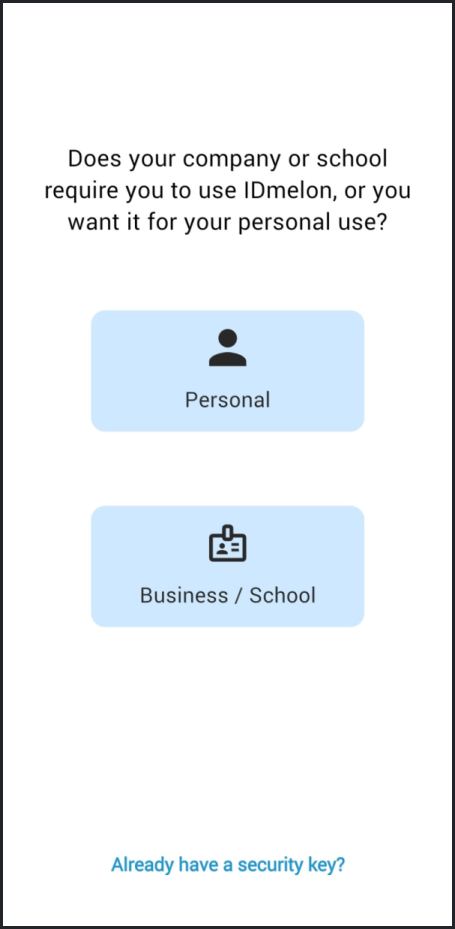 Does your company or school
require you to use IDmelon, or you
want it for your personal use?
Personal
Business / School
Already have a security key?